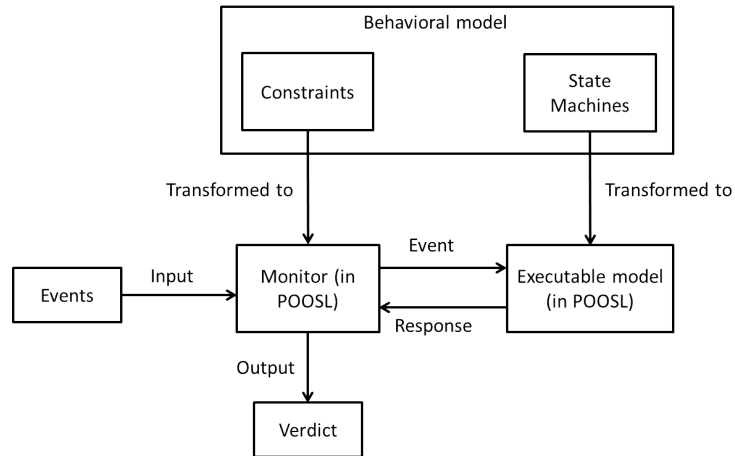 Behavioral model
Constraints
State
Machines
Transformed to
Transformed to
Event
Input
Events
Monitor (in
POOSL)
Executable model
(in POOSL)
Response
Output
Verdict